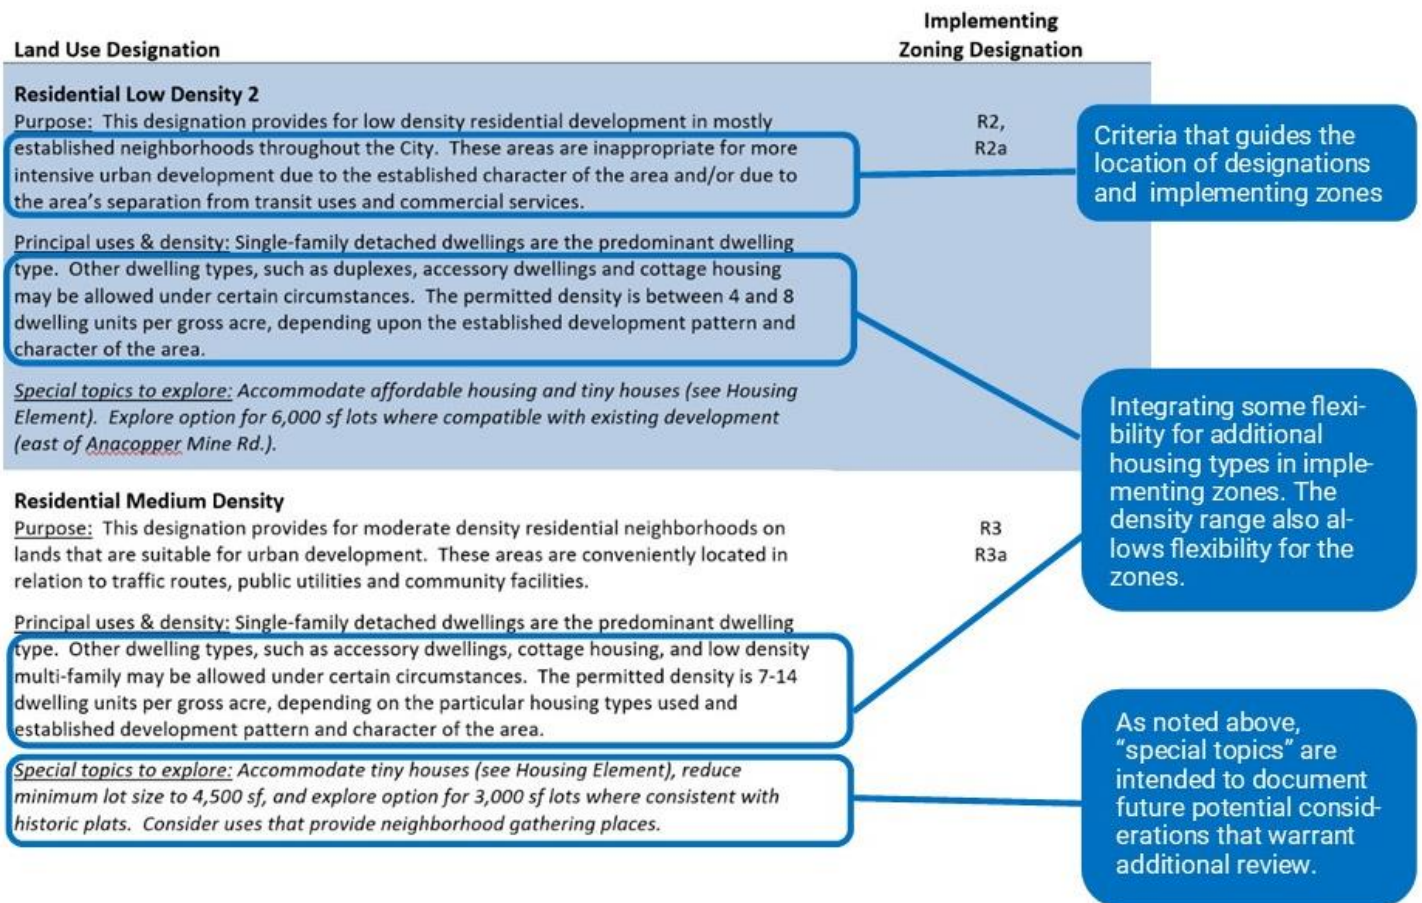 Implementing
Land Use Designation Zoning Designation
Residential Low Density 2
Purpose: This designation provides for low density residential development in mostly R2,
established neighborhoods throughout the City. These areas are inappropriate for more R2a
intensive urban development due to the established character of the area and/or due to
the area's separation from transit uses and commercial services.
Criteria that guides the
location of designations
and implementing zones
Principal uses & density: Single-family detached dwellings are the predominant dwelling
type. Other dwelling types, such as duplexes, accessory dwellings and cottage housing
may be allowed under certain circumstances. The permitted density is between 4 and 8
dwelling units per gross acre, depending upon the established development pattern and
character of the area.
Special topics to explore: Accommodate affordable housing and tiny houses (see Housing
Element). Explore option for 6,000 sf lots where compatible with existing development
(east of Anacopper Mine Rd.).
Integrating some flexi-
bility for additional
housing types in imple-
menting zones. The
density range also al-
lows flexibility for the
zones.
Residential Medium Density
Purpose: This designation provides for moderate density residential neighborhoods on R3
lands that are suitable for urban development. These areas are conveniently located in R3a
relation to traffic routes, public utilities and community facilities.
Principal uses & density: Single-family detached dwellings are the predominant dwelling
type. Other dwelling types, such as accessory dwellings, cottage housing, and low density
multi-family may be allowed under certain circumstances. The permitted density is 7-14
dwelling units per gross acre, depending on the particular housing types used and
established development pattern and character of the area.
Special topics to explore: Accommodate tiny houses (see Housing Element), reduce
minimum lot size to 4,500 sf, and explore option for 3,000 sf lots where consistent with
historic plats. Consider uses that provide neighborhood gathering places.
As noted above,
“special topics” are
intended to document
future potential consid-
erations that warrant
additional review.